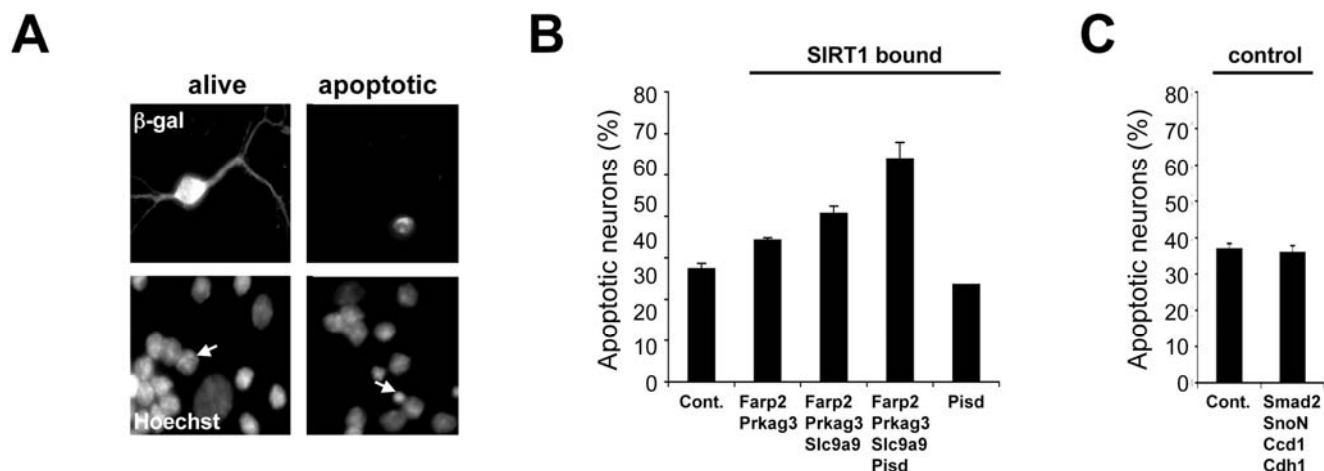 A
alive
apoptotic
β-gal
Hoechst
B
SIRT1 bound
Apoptotic neurons (%)
80
70
60
50
40
30
20
10
0
Cont.
Farp2
Prkag3
Farp2
Prkag3
Slc9a9
Farp2
Prkag3
Slc9a9
Pisd
Pisd
C
control
Apoptotic neurons (%)
80
70
60
50
40
30
20
10
0
Cont.
Smad2
SnoN
Ccd1
Cdh1